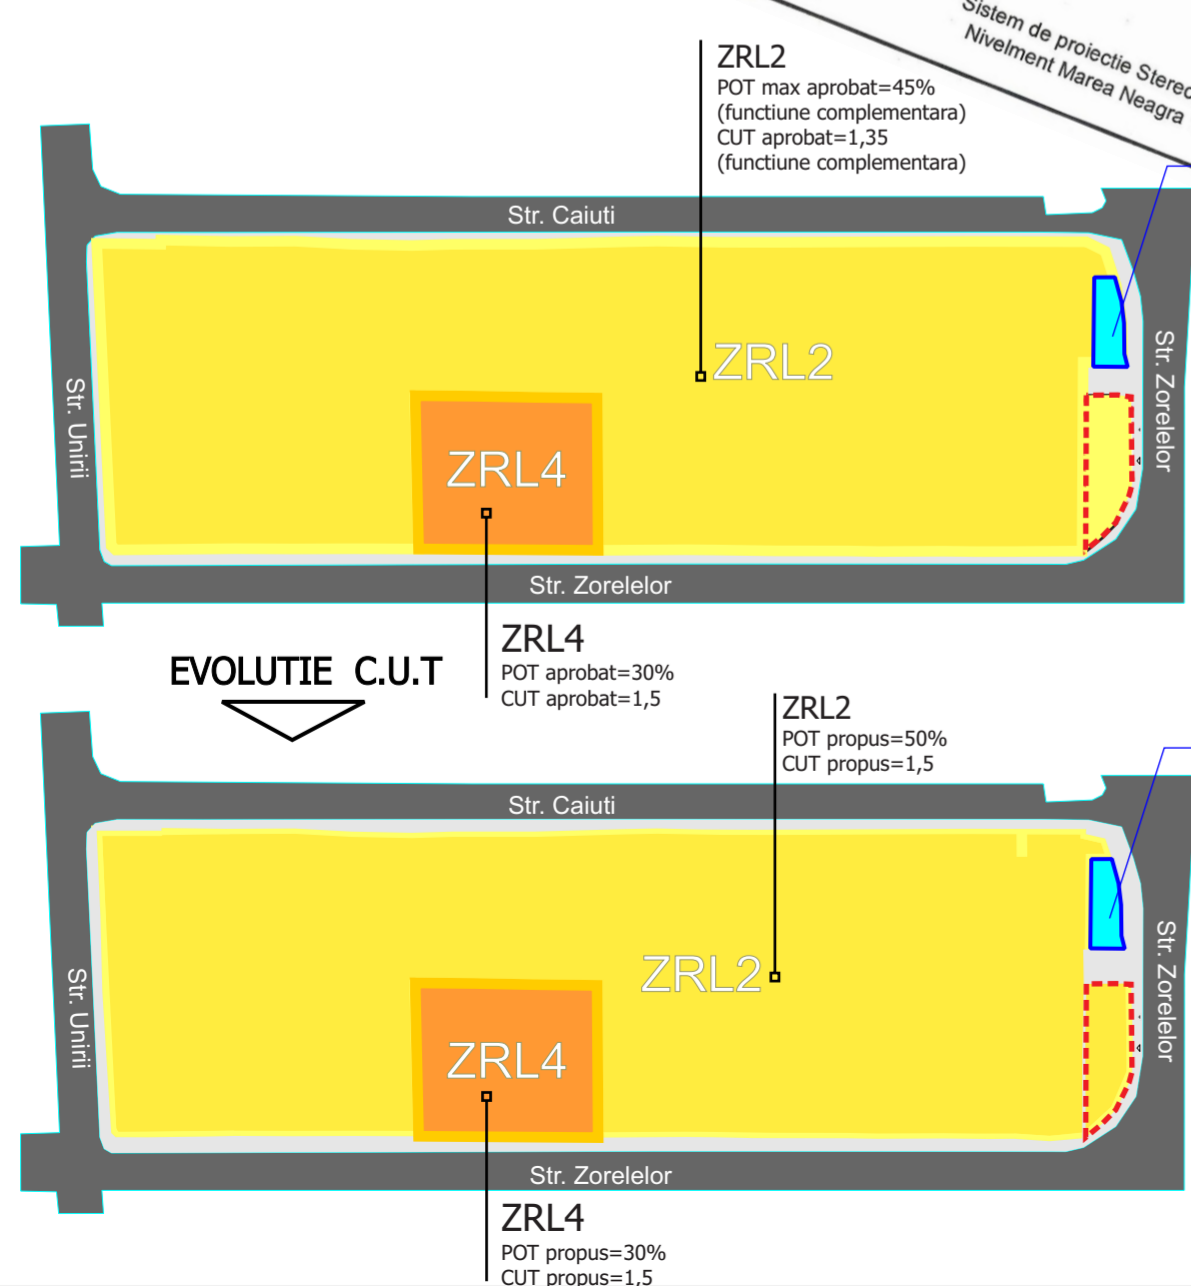 Sistem de proiectie Stereo
Nivelment Marea Neagra
ZRL2
POT max aprobat=45%
(functiune complementara)
CUT aprobat=1,35
(functiune complementara)
Str. Caiuti
ZRL2
Str. Zorelelor
Str. Unirii
ZRL4
Str. Zorelelor
ZRL4
POT aprobat=30%
CUT aprobat=1,5
EVOLUTIE C.U.T
ZRL2
POT propus=50%
CUT propus=1,5
Str. Caiuti
ZRL2
Str. Zorelelor
Str. Unirii
ZRL4
Str. Zorelelor
ZRL4
POT propus=30%
CUT propus=1,5